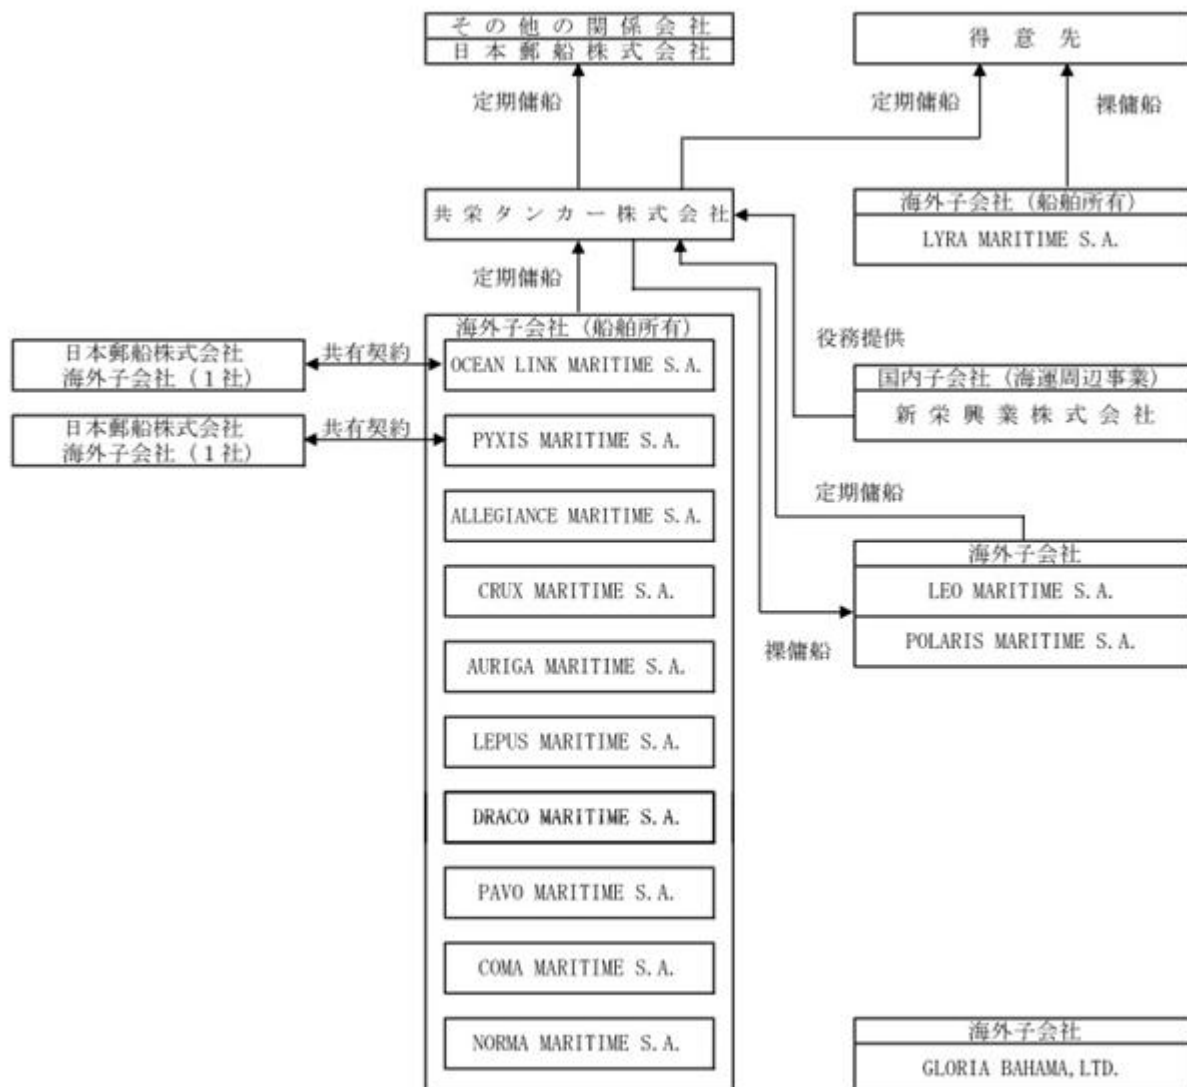 その他の関係会社
日本郵船株式会社
得意先
定期傭船
定期傭船
裸傭船
共栄タンカー株式会社
海外子会社(船舶所有)
LYRA MARITIME S.A.
定期傭船
海外子会社(船舶所有)
役務提供
日本郵船株式会社
海外子会社(1社)
共有契約
OCEAN LINK MARITIME S.A.
国内子会社(海運周辺事業)
新栄興業株式会社
日本郵船株式会社
海外子会社(1社)
共有契約
PYXIS MARITIME S.A.
定期傭船
ALLEGIANCE MARITIME S.A.
海外子会社
LEO MARITIME S.A.
POLARIS MARITIME S.A.
裸傭船
CRUX MARITIME S.A.
AURIGA MARITIME S.A.
LEPUS MARITIME S.A.
DRACO MARITIME S.A.
PAVO MARITIME S.A.
COMA MARITIME S.A.
NORMA MARITIME S.A.
海外子会社
GLORIA BAHAMA,LTD.